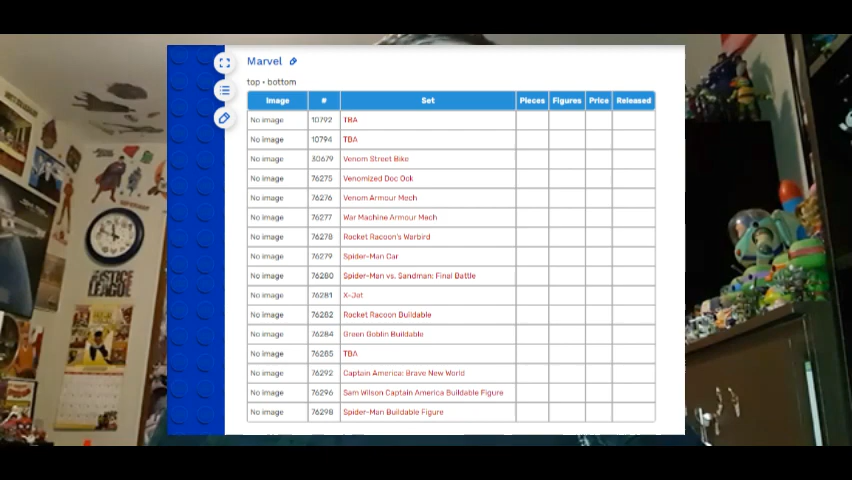 Marvel
top • bottom
Image # Set Pieces Figures Price Released
No image 10792 TBA
No image 10794 TBA
No image 30679 Venom Street Bike
No image 76275 Venomized Doc Ock
No image 76276 Venom Armour Mech
No image 76277 War Machine Armour Mech
No image 76278 Rocket Racoon's Warbird
No image 76279 Spider-Man Car
No image 76280 Spider-Man vs. Sandman: Final Battle
No image 76281 X-Jet
No image 76282 Rocket Racoon Buildable
No image 76284 Green Goblin Buildable
No image 76285 TBA
No image 76292 Captain America: Brave New World
No image 76296 Sam Wilson Captain America Buildable Figure
No image 76298 Spider-Man Buildable Figure
JUSTICE
LEAGUE